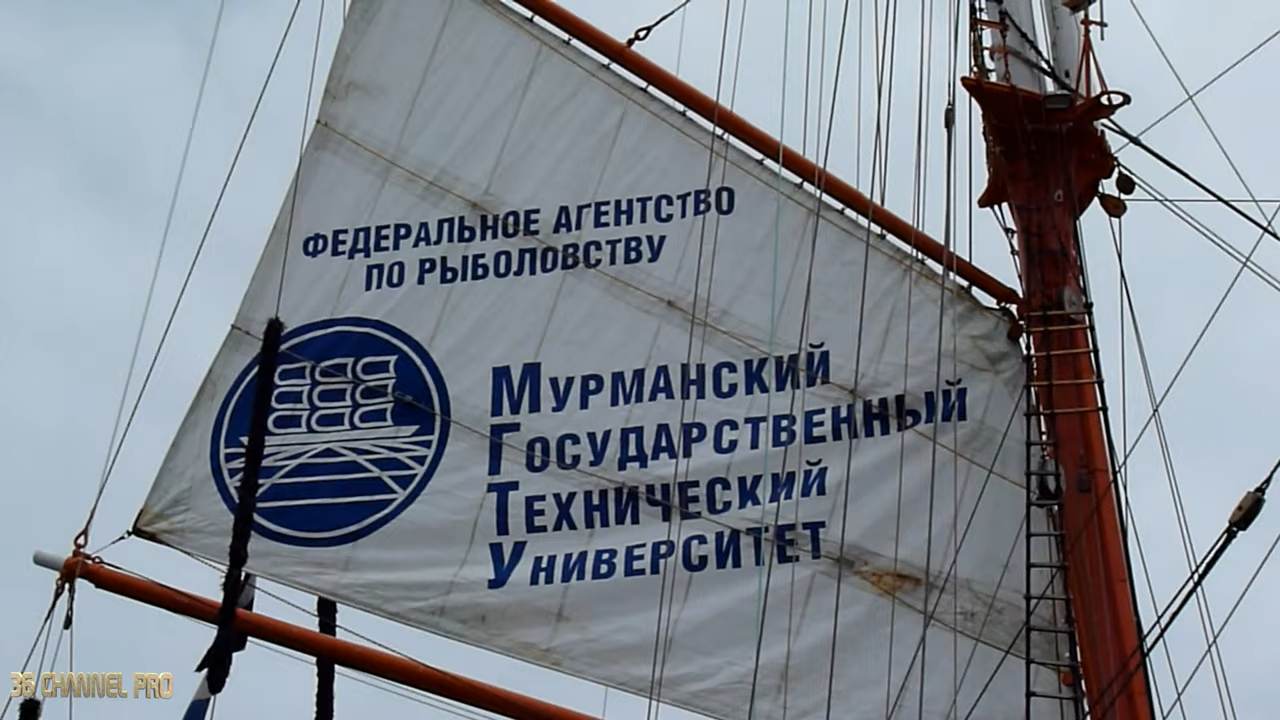 ФЕДЕРАЛЬНОЕ АГЕНТСТВО
ПО РЫБОЛОВСТВУ
МУРМАНСКИЙ
ГОСУДАРСТВЕННЫЙ
ТЕХНИЧЕСКИЙ
УНИВЕРСИТЕТ
36 CHANNEL PRO